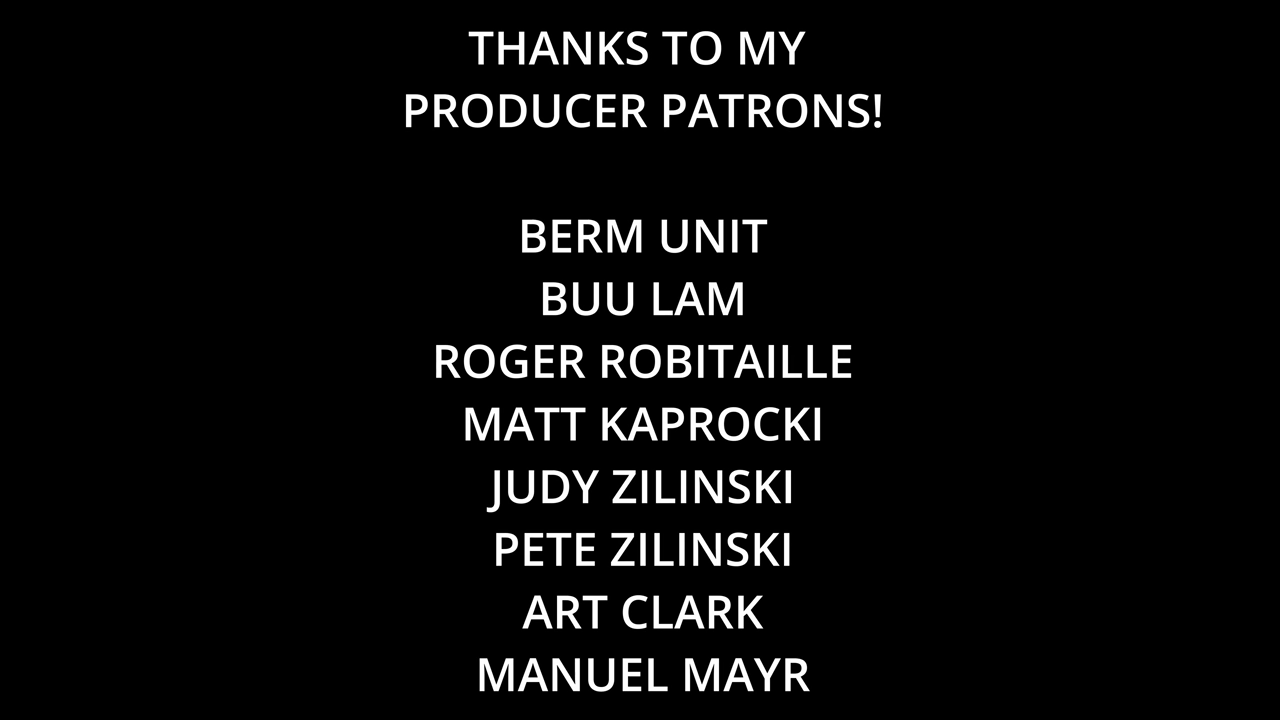 THANKS TO MY
PRODUCER PATRONS!
BERM UNIT
BUU LAM
ROGER ROBITAILLE
MATT KAPROCKI
JUDY ZILINSKI
PETE ZILINSKI
ART CLARK
MANUEL MAYR